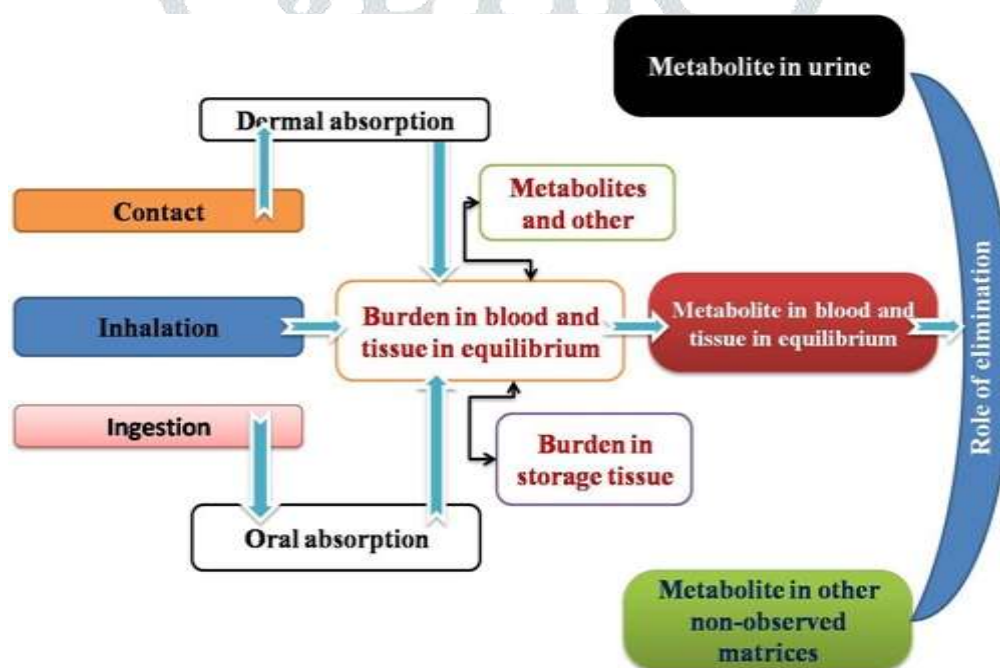 Metabolite in urine
Dermal absorption
Contact
Metabolites
and other
Inhalation
Burden in blood and
tissue in equilibrium
Metabolite in blood and
tissue in equilibrium
Role of elimination
Ingestion
Burden in
storage tissue
Oral absorption
Metabolite in other
non-observed
matrices